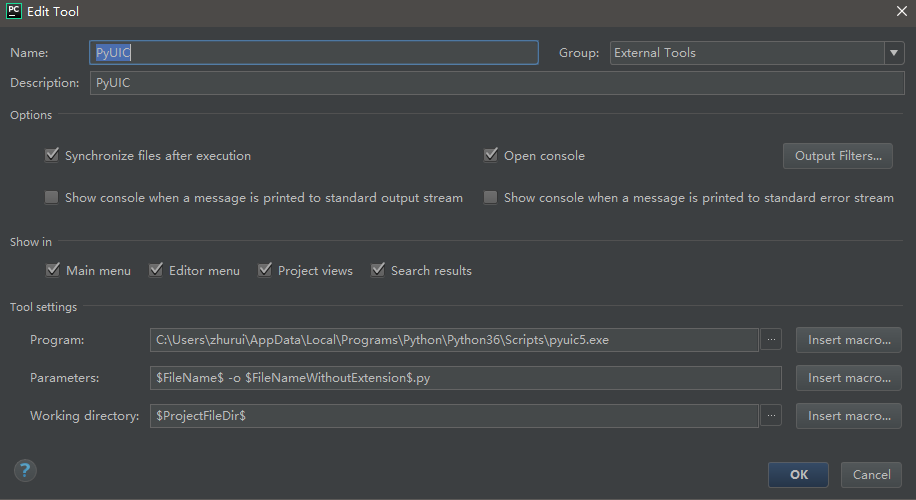 PC Edit Tool
Name: PyUIC Group: External Tools
Description: PyUIC
Options
Synchronize files after execution Open console Output Filters...
Show console when a message is printed to standard output stream Show console when a message is printed to standard error stream
Show in
Main menu Editor menu Project views Search results
Tool settings
Program: C:\Users\zhurui\AppData\Local\Programs\Python\Python36\Scripts\pyuic5.exe ... Insert macro...
Parameters: $FileName$ -o $FileNameWithoutExtension$.py Insert macro...
Working directory: $ProjectFileDir$ ... Insert macro...
? OK Cancel